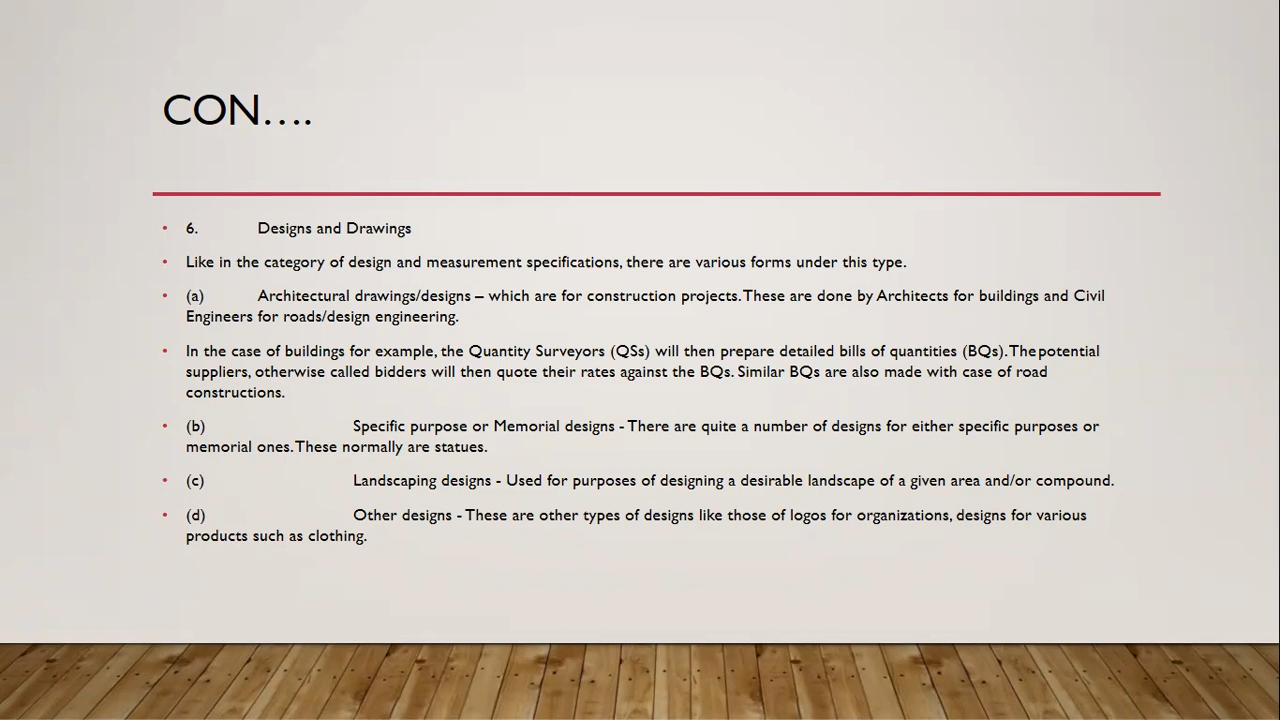 CON....
• 6. Designs and Drawings
• Like in the category of design and measurement specifications, there are various forms under this type.
• (a) Architectural drawings/designs – which are for construction projects. These are done by Architects for buildings and Civil
Engineers for roads/design engineering.
• In the case of buildings for example, the Quantity Surveyors (QSs) will then prepare detailed bills of quantities (BQs). The potential
suppliers, otherwise called bidders will then quote their rates against the BQs. Similar BQs are also made with case of road
constructions.
• (b) Specific purpose or Memorial designs - There are quite a number of designs for either specific purposes or
memorial ones. These normally are statues.
• (c) Landscaping designs - Used for purposes of designing a desirable landscape of a given area and/or compound.
• (d) Other designs - These are other types of designs like those of logos for organizations, designs for various
products such as clothing.